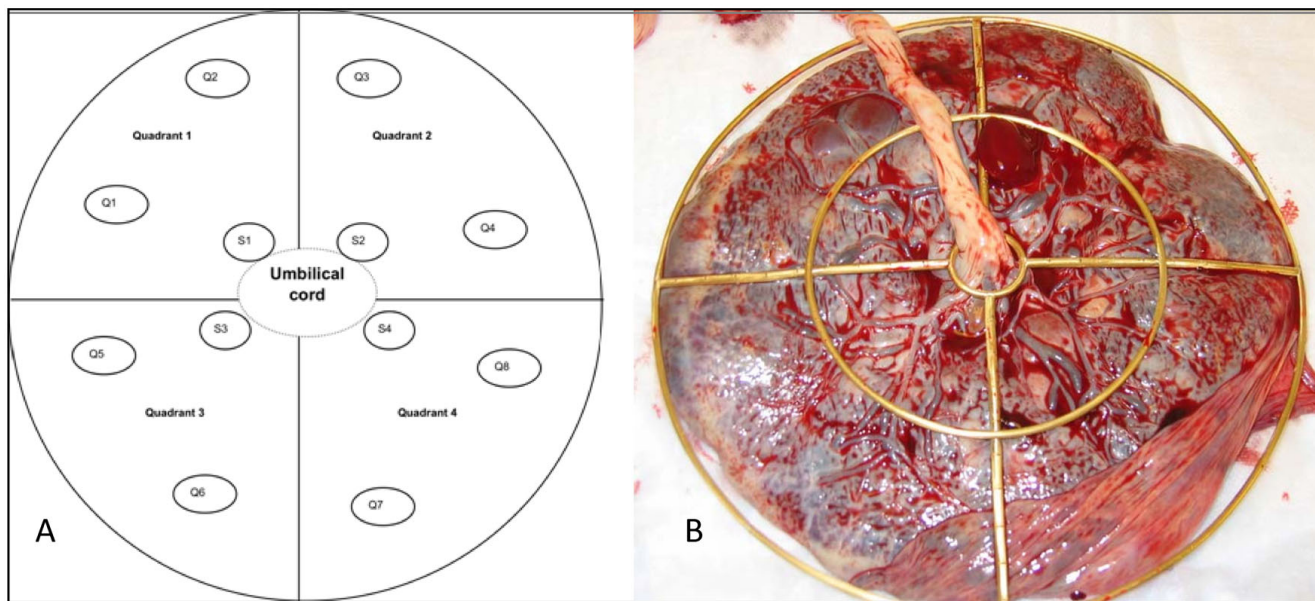 Q2
Q3
Quadrant 1
Quadrant 2
Q1
S1
S2
Q4
Umbilical
cord
S3
S4
Q5
Q8
Quadrant 3
Quadrant 4
Q6
Q7
A
B